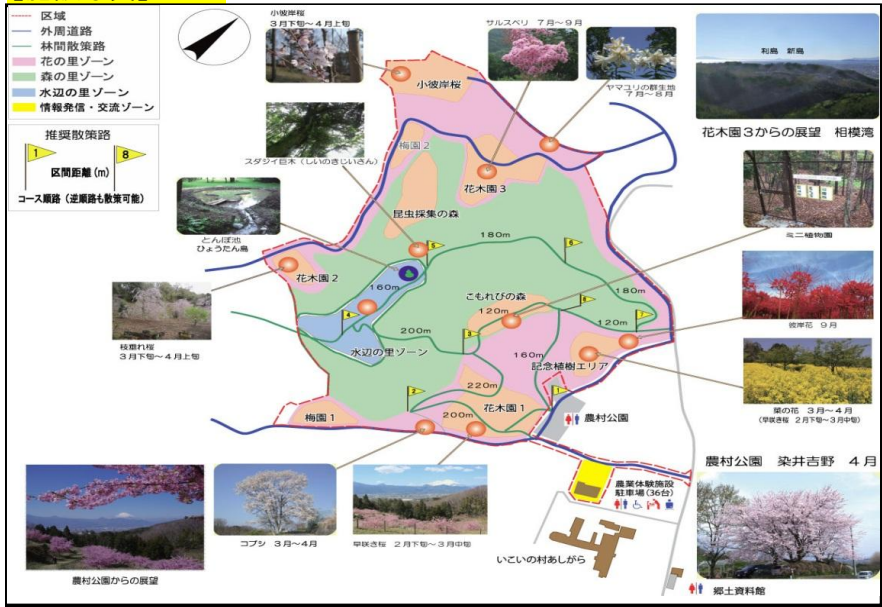 区域
外周道路
林間散策路
花の里ゾーン
森の里ゾーン
水辺の里ゾーン
情報発信・交流ゾーン
推奨散策路
1
8
区間距離(m)
コース順路(逆順路も散策可能)
小彼岸桜
3月下旬～4月上旬
サルスベリ 7月～9月
ヤマユリの群生地
7月～8月
利島 新島
花木園3からの展望 相模湾
小彼岸桜
梅園2
スダジイ巨木(しいのきじいさん)
花木園3
昆虫採集の森
とんぼ池
ひょうたん島
180m
5
6
ミニ植物園
花木園2
160m
こもれびの森
180m
120m
4
200m
3
7
120m
枝垂れ桜
3月下旬～4月上旬
彼岸花 9月
水辺の里ゾーン
160m
記念植樹エリア
220m
2
1
菜の花 3月～4月
(早咲き桜 2月下旬～3月中旬)
梅園1
200m
花木園1
農村公園
農村公園 染井吉野 4月
農業体験施設
駐車場(36台)
コブシ 3月～4月
早咲き桜 2月下旬～3月中旬
いこいの村あしがら
農村公園からの展望
郷土資料館